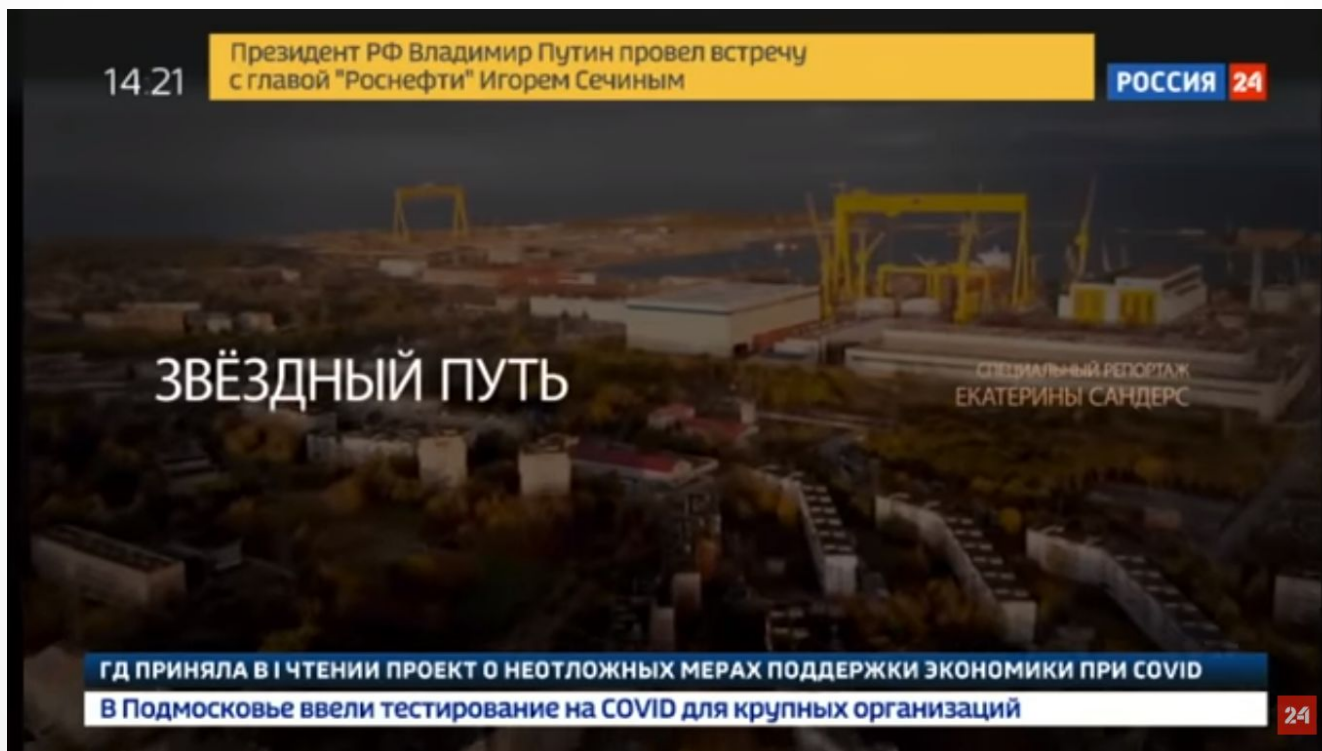 Президент РФ Владимир Путин провел встречу
с главой "Роснефти" Игорем Сечиным
14:21
РОССИЯ 24
ЗВЁЗДНЫЙ ПУТЬ
СПЕЦИАЛЬНЫЙ РЕПОРТАЖ
ЕКАТЕРИНЫ САНДЕРС
ГД ПРИНЯЛА В I ЧТЕНИИ ПРОЕКТ О НЕОТЛОЖНЫХ МЕРАХ ПОДДЕРЖКИ ЭКОНОМИКИ ПРИ COVID
В Подмосковье ввели тестирование на COVID для крупных организаций
24